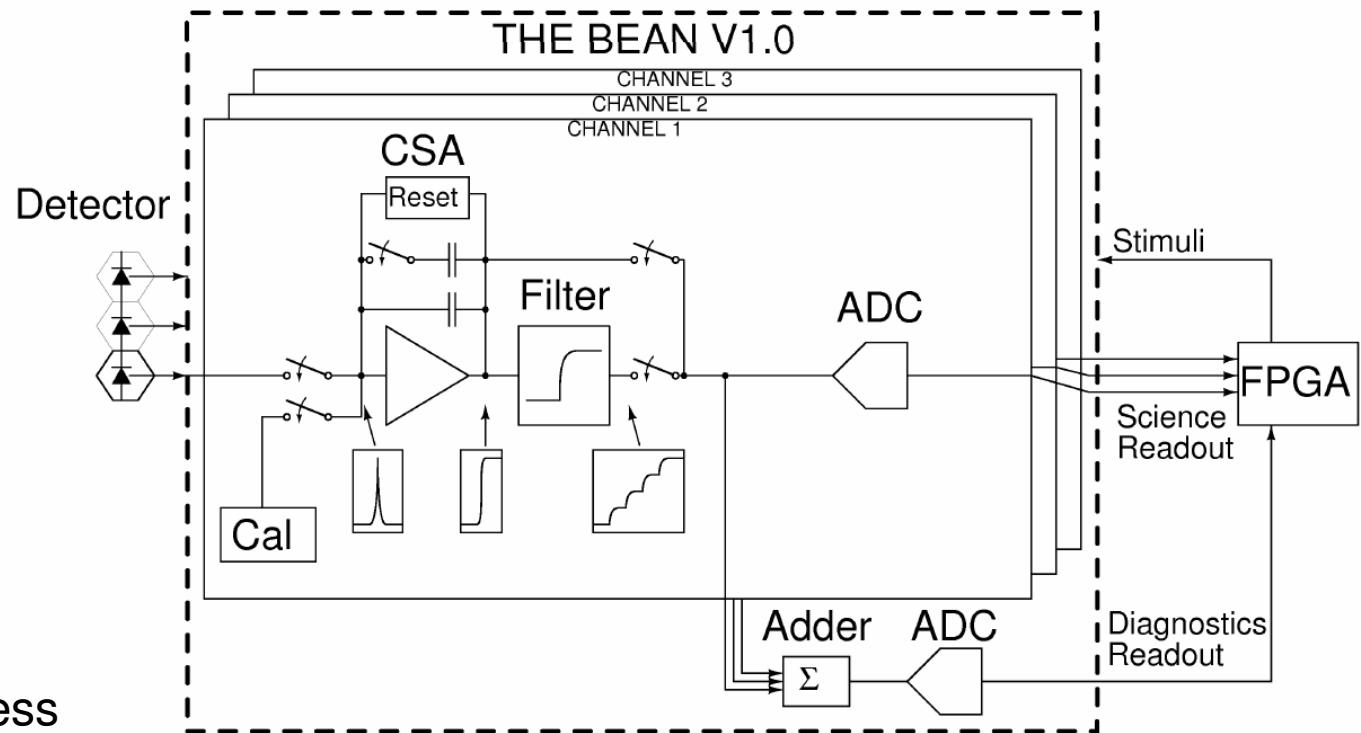 THE BEAN V1.0
CHANNEL 3
CHANNEL 2
CHANNEL 1
CSA
Reset
Detector
Stimuli
Filter
ADC
FPGA
Science
Readout
Cal
Adder
ADC
Diagnostics
Readout
Σ
ess